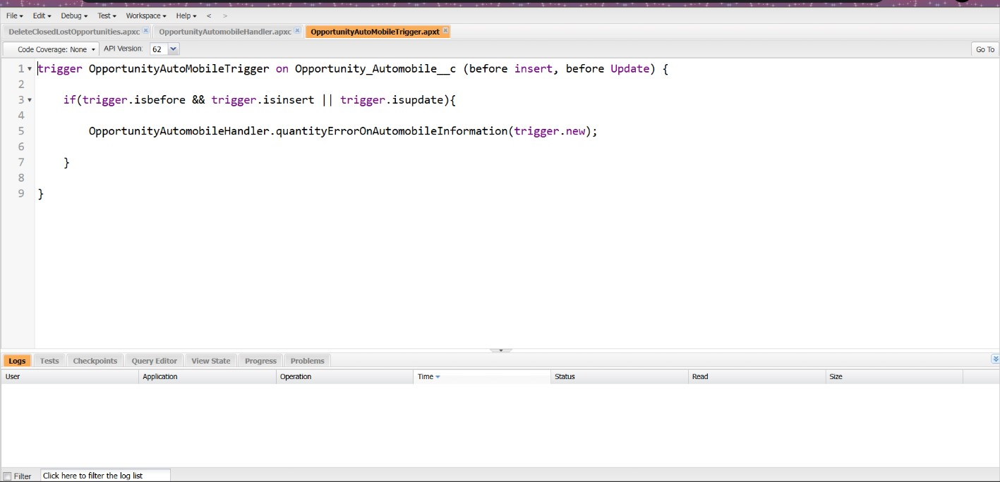 File Edit Debug Test Workspace Help < >
DeleteClosedLostOpportunities.apxc OpportunityAutomobileHandler.apxc OpportunityAutoMobileTrigger.apxt
Code Coverage: None API Version: 62 Go To
1 trigger OpportunityAutoMobileTrigger on Opportunity_Automobile__c (before insert, before Update) {
2
3 if(trigger.isbefore && trigger.isinsert || trigger.isupdate){
4
5 OpportunityAutomobileHandler.quantityErrorOnAutomobileInformation(trigger.new);
6
7 }
8
9 }
Logs Tests Checkpoints Query Editor View State Progress Problems
User Application Operation Time Status Read Size
Filter Click here to filter the log list